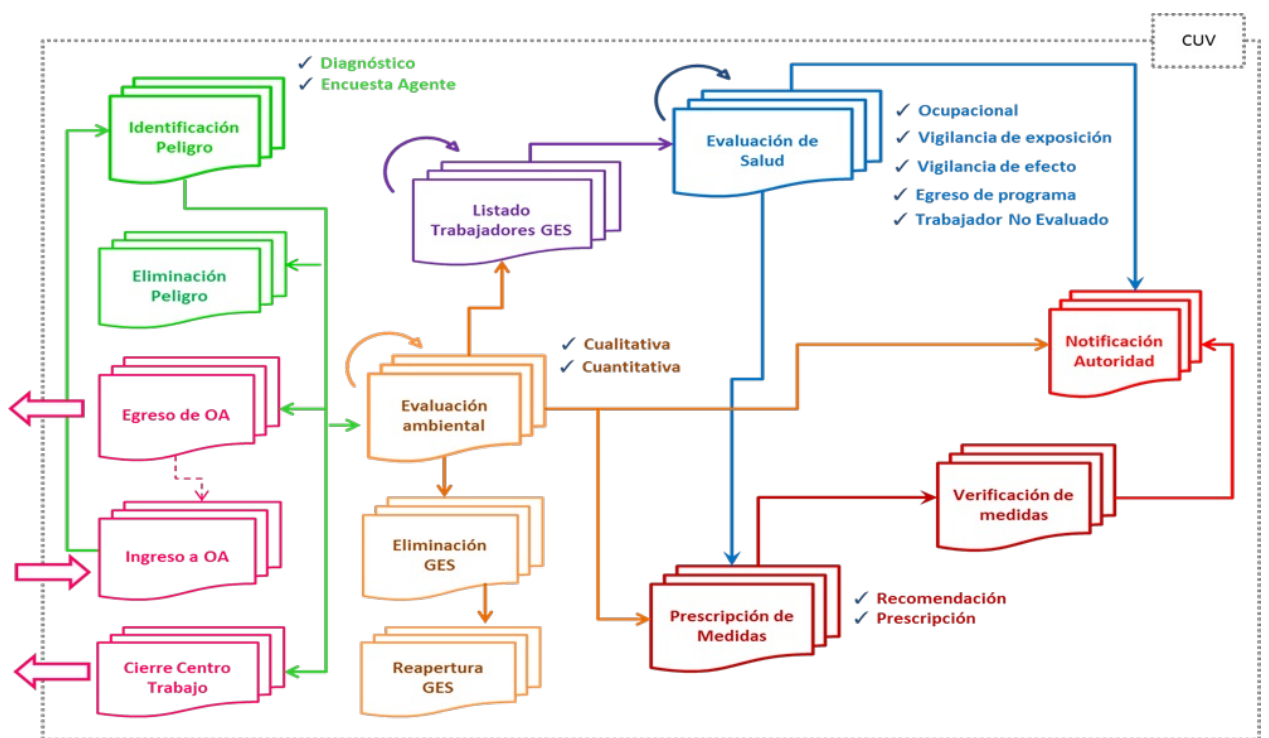 CUV
✓ Diagnóstico
✓ Encuesta Agente
Identificación
Peligro
Eliminación
Peligro
Egreso de OA
Ingreso a OA
Cierre Centro
Trabajo
Listado
Trabajadores GES
Evaluación
ambiental
✓ Cualitativa
✓ Cuantitativa
Eliminación
GES
Reapertura
GES
Evaluación de
Salud
✓ Ocupacional
✓ Vigilancia de exposición
✓ Vigilancia de efecto
✓ Egreso de programa
✓ Trabajador No Evaluado
Notificación
Autoridad
Verificación de
medidas
Prescripción de
Medidas
✓ Recomendación
✓ Prescripción